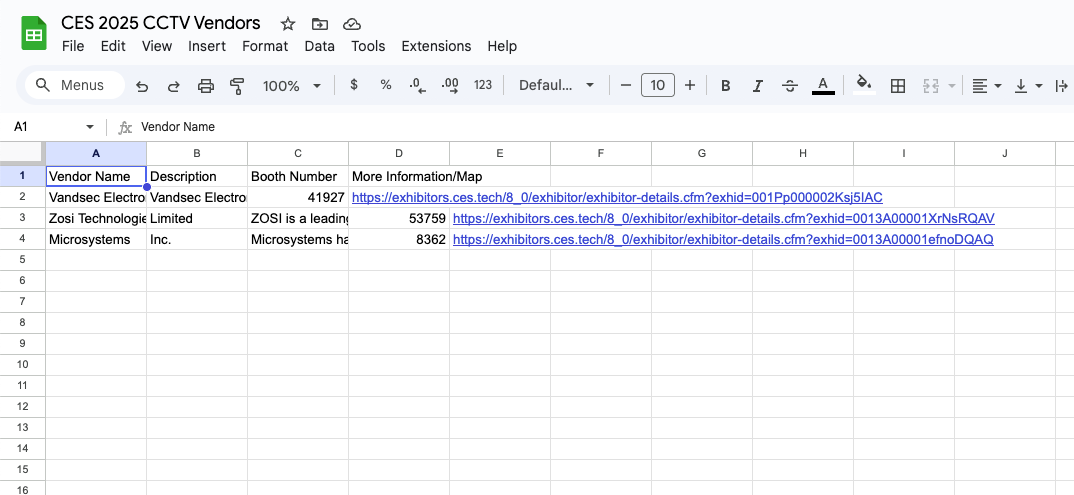 CES 2025 CCTV Vendors
File Edit View Insert Format Data Tools Extensions Help
Menus 100% $ % .0 .00 123 Defaul... 10 B I A
A1 fx Vendor Name
A B C D E F G H I J
1 Vendor Name Description Booth Number More Information/Map
2 Vandsec Electro Vandsec Electro 41927 https://exhibitors.ces.tech/8_0/exhibitor/exhibitor-details.cfm?exhid=001Pp000002Ksj5IAC
3 Zosi Technologie Limited ZOSI is a leading 53759 https://exhibitors.ces.tech/8_0/exhibitor/exhibitor-details.cfm?exhid=0013A00001XrNsRQAV
4 Microsystems Inc. Microsystems ha 8362 https://exhibitors.ces.tech/8_0/exhibitor/exhibitor-details.cfm?exhid=0013A00001efnoDQAQ
5
6
7
8
9
10
11
12
13
14
15
16